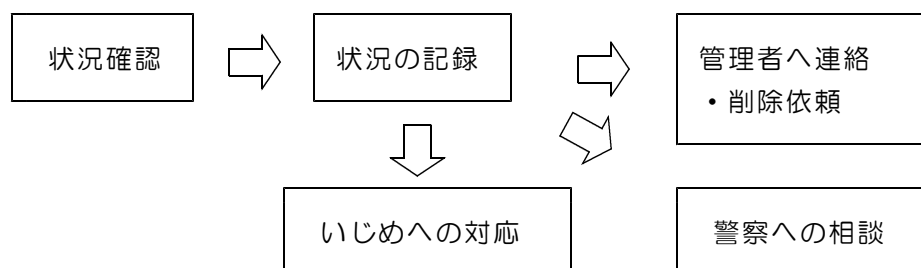 状況確認
状況の記録
管理者へ連絡
・削除依頼
いじめへの対応
警察への相談